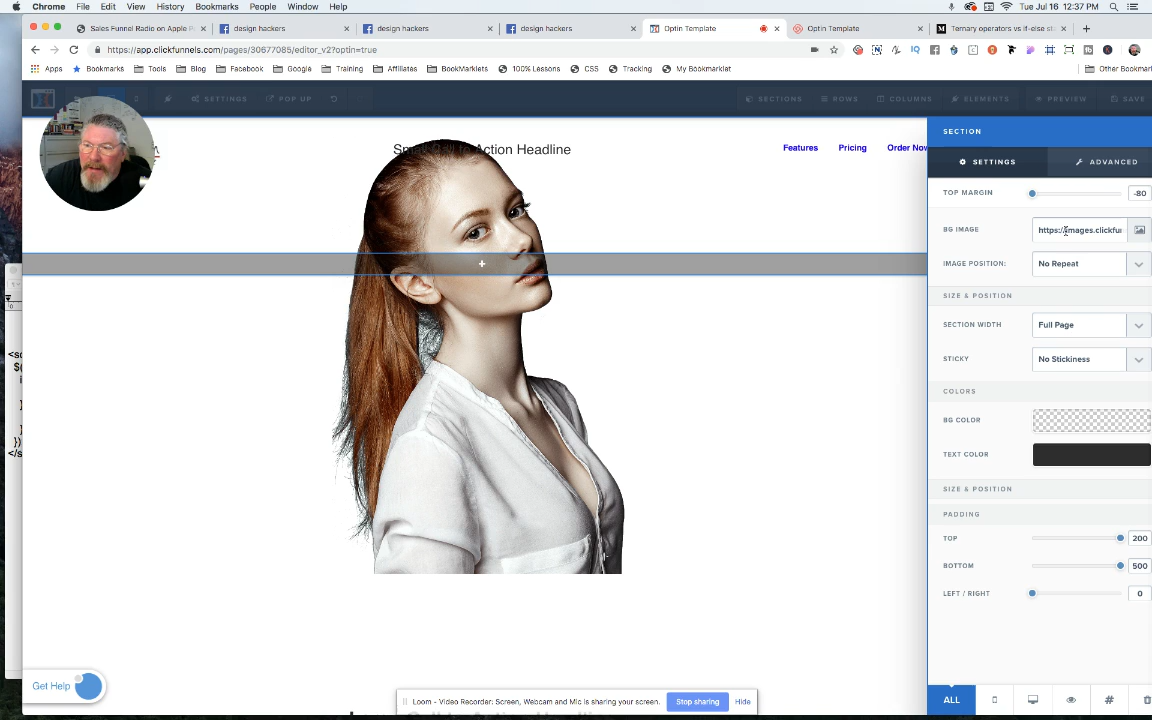 Chrome File Edit View History Bookmarks People Window Help Tue Jul 16 12:37 PM
Sales Funnel Radio on Apple P design hackers design hackers design hackers Optin Template Optin Template Ternary operators vs if-else st
https://app.clickfunnels.com/pages/30677085/editor_v2?optin=true
Apps Bookmarks Tools Blog Facebook Google Training Affiliates BookMarklets 100% Lessons CSS Tracking My Bookmarklet Other Bookmar
SETTINGS POP UP SECTIONS ROWS COLUMNS ELEMENTS PREVIEW SAVE
SECTION
SETTINGS ADVANCED
Action Headline
Features Pricing Order Now
TOP MARGIN -80
BG IMAGE https://images.clickfu
IMAGE POSITION: No Repeat
SIZE & POSITION
SECTION WIDTH Full Page
STICKY No Stickiness
COLORS
BG COLOR
TEXT COLOR
SIZE & POSITION
PADDING
TOP 200
BOTTOM 500
LEFT / RIGHT 0
<sc
$(
})
</s
Get Help
Loom - Video Recorder: Screen, Webcam and Mic is sharing your screen. Stop sharing Hide
ALL